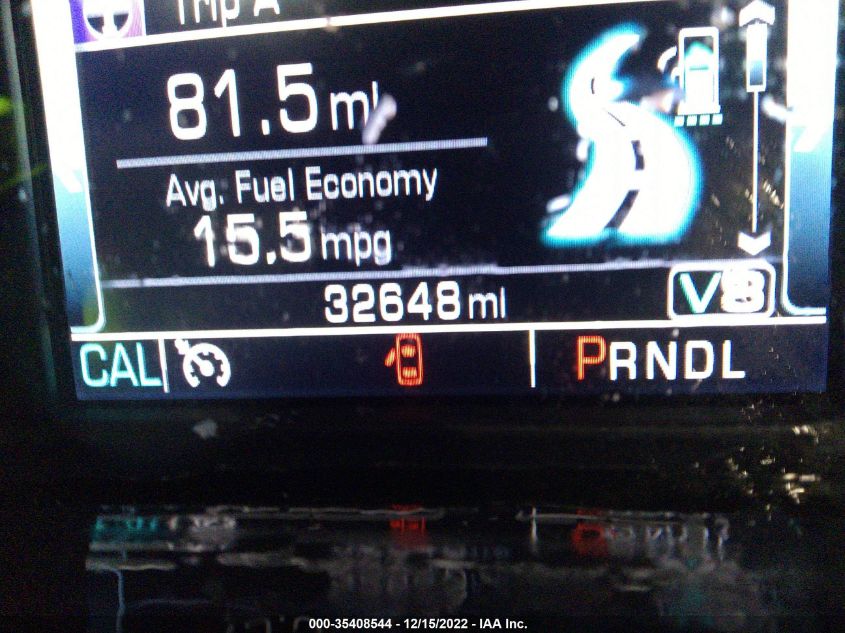 Trip A
81.5 mi
Avg. Fuel Economy
15.5 mpg
32648 mi
V8
CAL
PRNDL
000-35408544 - 12/15/2022 - IAA Inc.